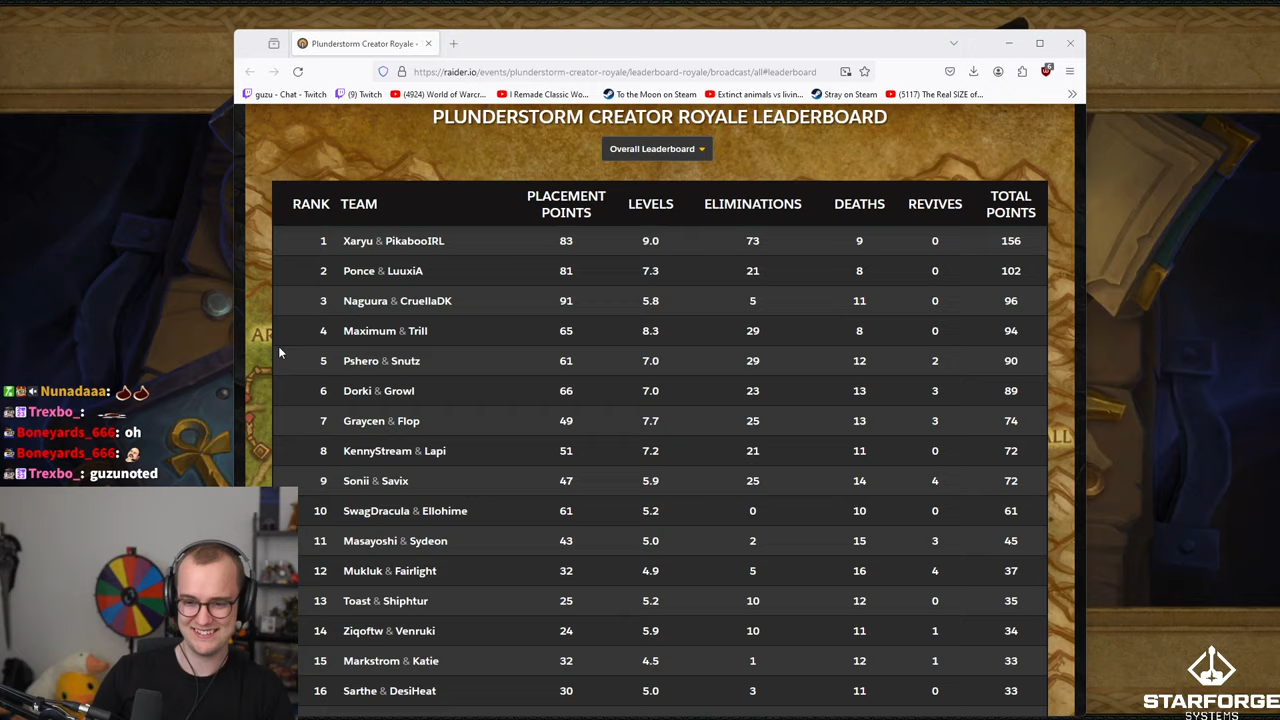 Plunderstorm Creator Royale -
https://raider.io/events/plunderstorm-creator-royale/leaderboard-royale/broadcast/all#leaderboard
6
guzu - Chat - Twitch (9) Twitch (4924) World of Warcr... I Remade Classic Wo... To the Moon on Steam Extinct animals vs livin... Stray on Steam (5117) The Real SIZE of...
PLUNDERSTORM CREATOR ROYALE LEADERBOARD
Overall Leaderboard
RANK TEAM PLACEMENT POINTS LEVELS ELIMINATIONS DEATHS REVIVES TOTAL POINTS
1 Xaryu & PikabooIRL 83 9.0 73 9 0 156
2 Ponce & LuuxiA 81 7.3 21 8 0 102
3 Naguura & CruellaDK 91 5.8 5 11 0 96
4 Maximum & Trill 65 8.3 29 8 0 94
5 Pshero & Snutz 61 7.0 29 12 2 90
6 Dorki & Growl 66 7.0 23 13 3 89
7 Graycen & Flop 49 7.7 25 13 3 74
8 KennyStream & Lapi 51 7.2 21 11 0 72
9 Sonii & Savix 47 5.9 25 14 4 72
10 SwagDracula & Ellohime 61 5.2 0 10 0 61
11 Masayoshi & Sydeon 43 5.0 2 15 3 45
12 Mukluk & Fairlight 32 4.9 5 16 4 37
13 Toast & Shiphtur 25 5.2 10 12 0 35
14 Ziqoftw & Venruki 24 5.9 10 11 1 34
15 Markstrom & Katie 32 4.5 1 12 1 33
16 Sarthe & DesiHeat 30 5.0 3 11 0 33
Nunadaaa:
Trexbo_:
Boneyards_666: oh
Boneyards_666:
Trexbo_: guzunoted
STARFORGE
SYSTEMS